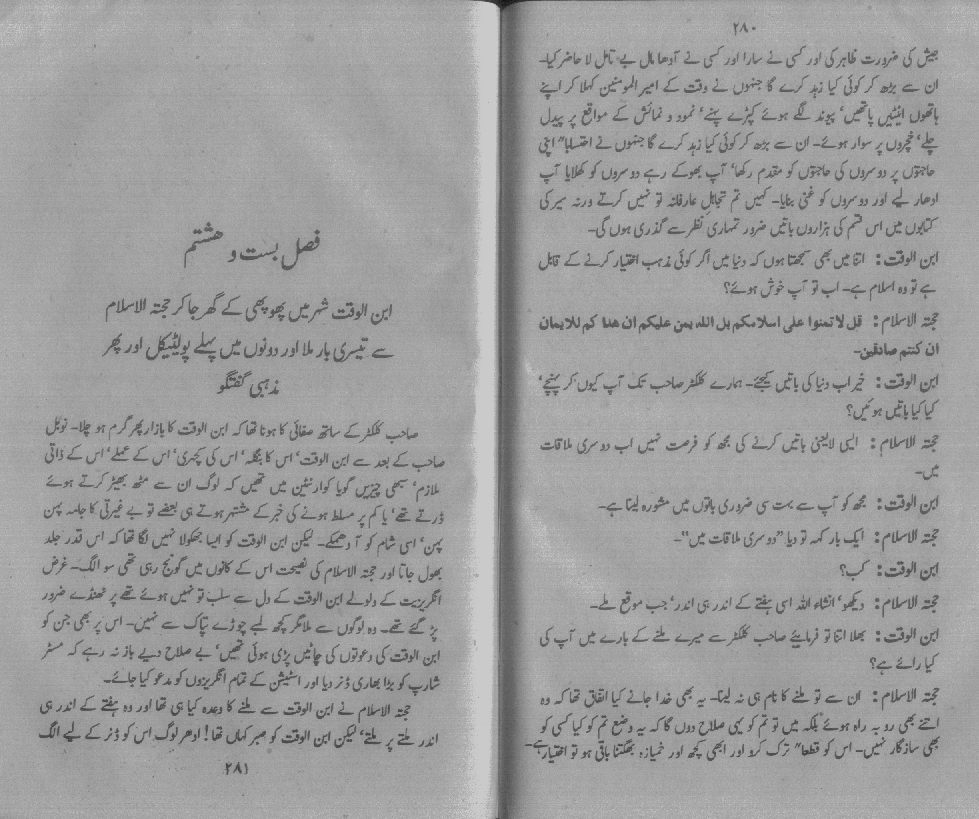 ۲۸۰
جیش کی ضرورت ظاہر کی اور کسی نے سارا اور کسی نے آدھا مال بے تامل لا حاضر کیا۔
ان سے بڑھ کر کوئی کیا زہد کرے گا جنہوں نے وقت کے امیر المومنین کہلا کر اپنے
ہاتھوں اینٹیں پاتھیں، پیوند لگے ہوئے کپڑے پہنے، نمود و نمائش کے مواقع پر پیدل
چلے، خچروں پر سوار ہوئے۔ ان سے بڑھ کر کوئی کیا زہد کرے گا جنہوں نے احتساباً اپنی
حاجتوں پر دوسروں کی حاجتوں کو مقدم رکھا، آپ بھوکے رہے دوسروں کو کھلایا آپ
ادھار لیے اور دوسروں کو غنی بنایا۔ کہیں تم تجاہل عارفانہ تو نہیں کرتے ورنہ سیر کی
کتابوں میں اس قسم کی ہزاروں باتیں ضرور تمہاری نظر سے گذری ہوں گی۔
ابن الوقت : اتنا میں بھی سمجھتا ہوں کہ دنیا میں اگر کوئی مذہب اختیار کرنے کے قابل
ہے تو وہ اسلام ہے۔ اب تو آپ خوش ہوئے؟
حجتہ الاسلام : قل لا تمنوا علی اسلامکم بل اللہ یمن علیکم ان ھدا کم للایمان
ان کنتم صادقین۔
ابن الوقت : خیر اب دنیا کی باتیں کیجئے۔ ہمارے کلکٹر صاحب تک آپ کیوں کر پہنچے،
کیا کیا باتیں ہوئیں؟
حجتہ الاسلام : ایسی لایعنی باتیں کرنے کی مجھ کو فرصت نہیں اب دوسری ملاقات
میں۔
ابن الوقت : مجھ کو آپ سے بہت سی ضروری باتوں میں مشورہ لینا ہے۔
حجتہ الاسلام : ایک بار کہہ تو دیا "دوسری ملاقات میں"۔
ابن الوقت : کب؟
حجتہ الاسلام : دیکھو، انشاء اللہ اسی ہفتے کے اندر ہی اندر، جب موقع ملے۔
ابن الوقت : بھلا اتنا تو فرمایئے صاحب کلکٹر سے میرے ملنے کے بارے میں آپ کی
کیا رائے ہے؟
حجتہ الاسلام : ان سے تو ملنے کا نام ہی نہ لینا۔ یہ بھی خدا جانے کیا اتفاق تھا کہ وہ
اتنے بھی رو بہ راہ ہوئے بلکہ میں تو تم کو یہی صلاح دوں گا کہ یہ وضع تم کو کیا کسی کو
بھی سازگار نہیں۔ اس کو قطعاً ترک کرو اور ابھی کچھ اور خمیازہ بھگتنا باقی ہو تو اختیار ہے۔
فصل بست و ہشتم
ابن الوقت شہر میں پھوپھی کے گھر جا کر حجتہ الاسلام
سے تیسری بار ملا اور دونوں میں پہلے پولیٹیکل اور پھر
مذہبی گفتگو
صاحب کلکٹر کے ساتھ صفائی کا ہونا تھا کہ ابن الوقت کا بازار پھر گرم ہو چلا۔ نوبل
صاحب کے بعد سے ابن الوقت، اس کا بنگلہ، اس کی کچہری، اس کے عملے، اس کے ذاتی
ملازم، سبھی چیزیں گویا کوارنٹین میں تھیں کہ لوگ ان سے مٹھ بھیڑ کرتے ہوئے
ڈرتے تھے، یا کم پر مسلط ہونے کی خبر کے مشتہر ہوتے ہی بعضے تو بے غیرتی کا جامہ پہن
پہن، اسی شام کو آ دھمکے۔ لیکن ابن الوقت کو ایسا جھکولا نہیں لگا تھا کہ اس قدر جلد
بھول جاتا اور حجتہ الاسلام کی نصیحت اس کے کانوں میں گونج رہی تھی سو الگ۔ غرض
انگریزیت کے ولولے ابن الوقت کے دل سے سلب تو نہیں ہوئے تھے پر ٹھنڈے ضرور
پڑ گئے تھے۔ وہ لوگوں سے ملا مگر کچھ لمبے چوڑے تپاک سے نہیں۔ اس پر بھی جن کو
ابن الوقت کی دعوتوں کی چاٹیں پڑی ہوئی تھیں، بے صلاح دیے باز نہ رہے کہ مسٹر
شارپ کو بڑا بھاری ڈنر دیا اور اسٹیشن کے تمام انگریزوں کو مدعو کیا جائے۔
حجتہ الاسلام نے ابن الوقت سے ملنے کا وعدہ کیا ہی تھا اور وہ ہفتے کے اندر ہی
اندر ملتے پر ملتے، لیکن ابن الوقت کو صبر کہاں تھا! ادھر لوگ اس کو ڈنر کے لیے الگ
۲۸۱